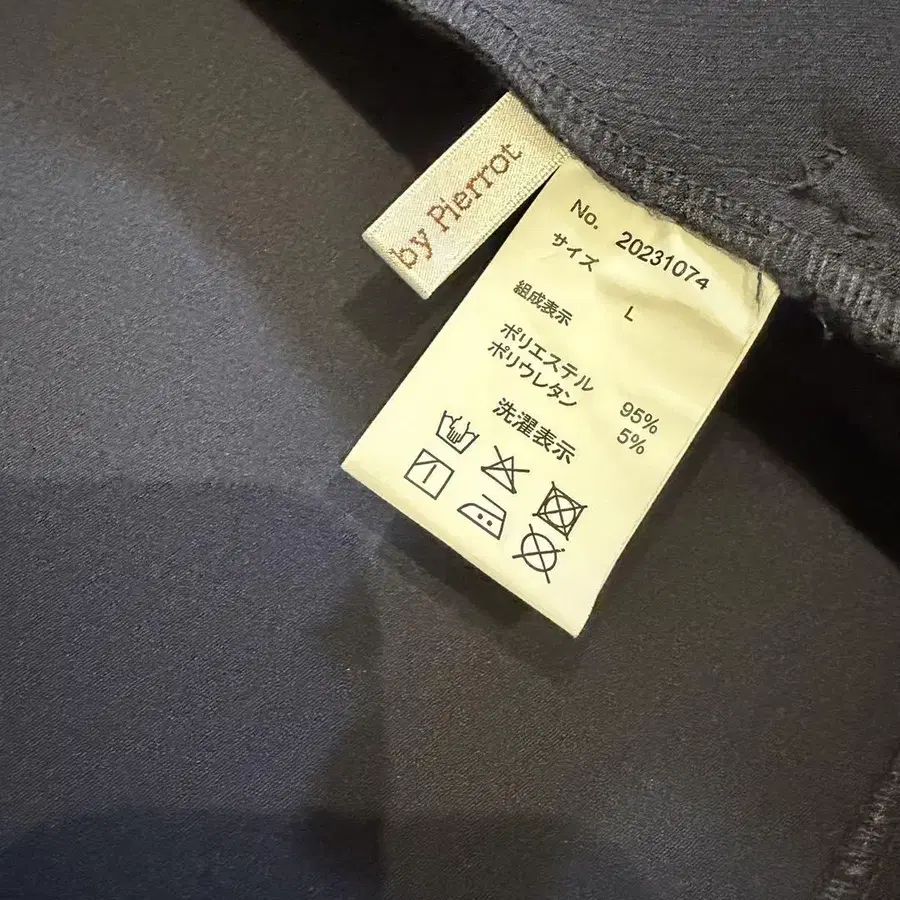 by Pierrot
No. 20231074
サイズ L
組成表示
ポリエステル 95%
ポリウレタン 5%
洗濯表示